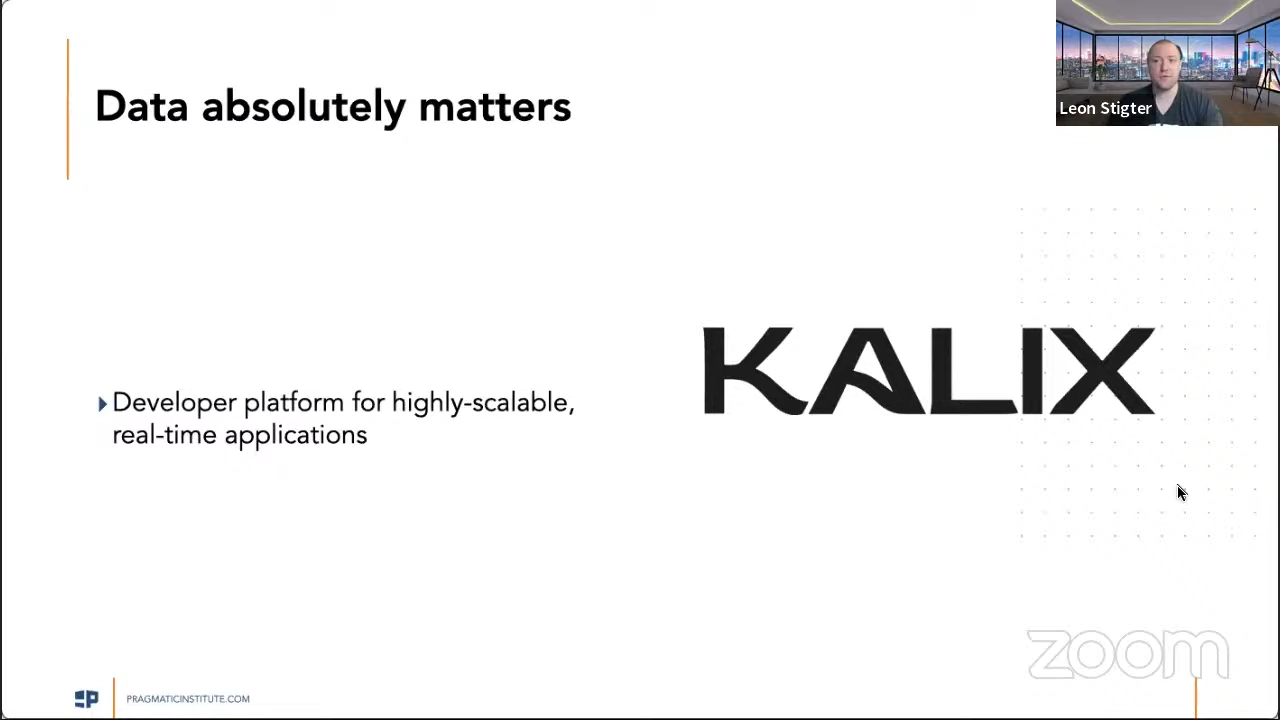 Data absolutely matters
Leon Stigter
KALIX
Developer platform for highly-scalable,
real-time applications
zoom
PRAGMATICINSTITUTE.COM